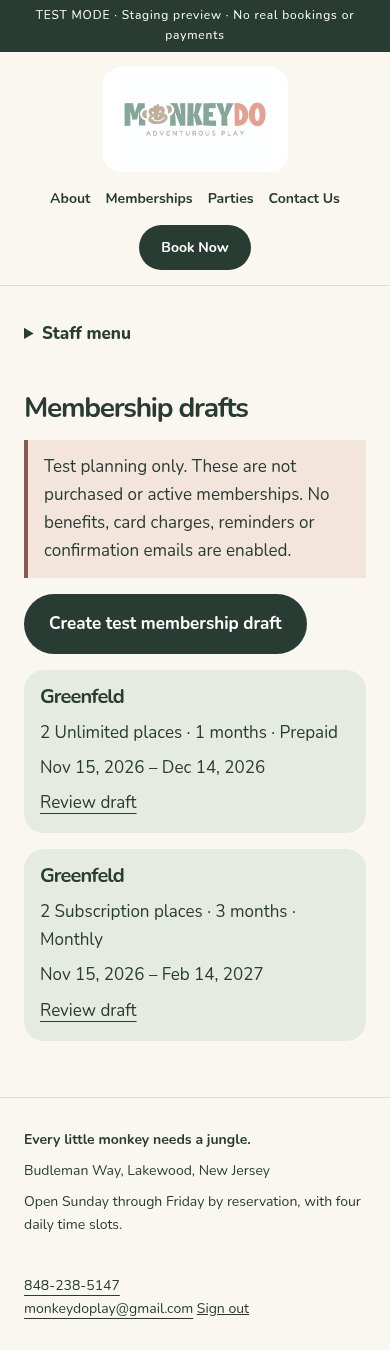 TEST MODE · Staging preview · No real bookings or
payments
MONKEYDO
ADVENTUROUS PLAY
About Memberships Parties Contact Us
Book Now
Staff menu
Membership drafts
Test planning only. These are not
purchased or active memberships. No
benefits, card charges, reminders or
confirmation emails are enabled.
Create test membership draft
Greenfeld
2 Unlimited places · 1 months · Prepaid
Nov 15, 2026 – Dec 14, 2026
Review draft
Greenfeld
2 Subscription places · 3 months ·
Monthly
Nov 15, 2026 – Feb 14, 2027
Review draft
Every little monkey needs a jungle.
Budleman Way, Lakewood, New Jersey
Open Sunday through Friday by reservation, with four
daily time slots.
848-238-5147
monkeydoplay@gmail.com Sign out